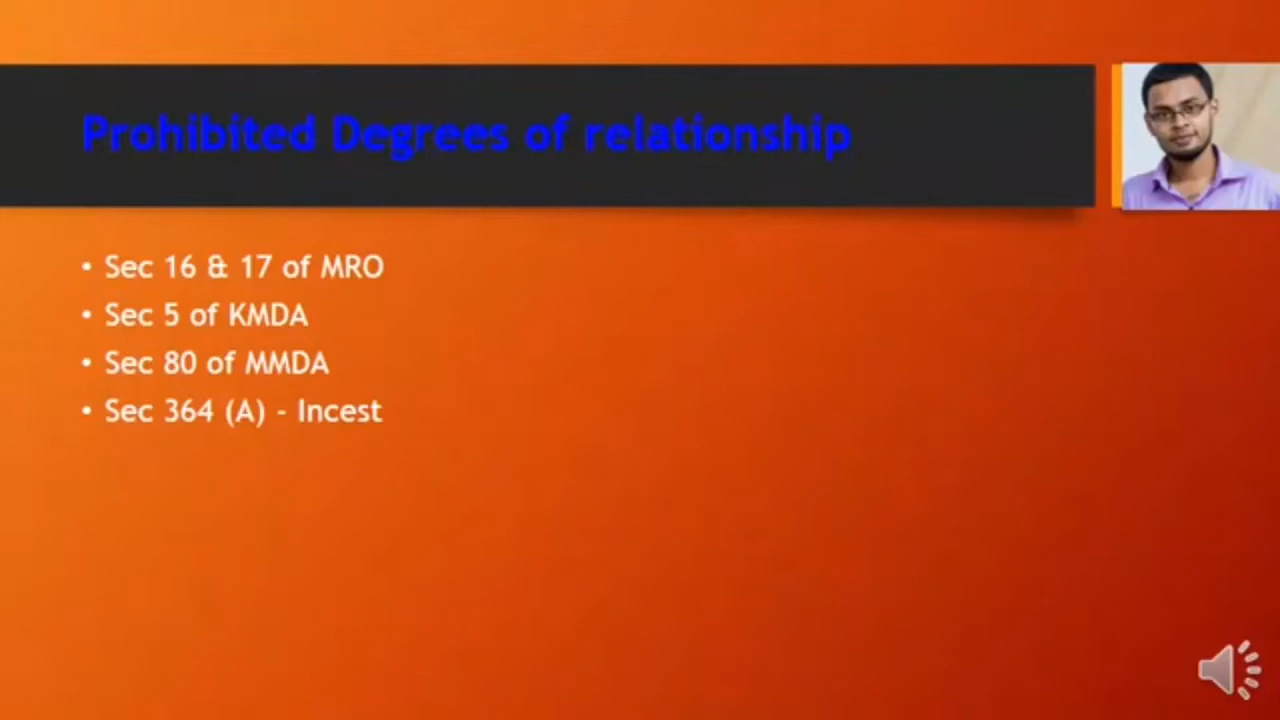 Prohibited Degrees of relationship
• Sec 16 & 17 of MRO
• Sec 5 of KMDA
• Sec 80 of MMDA
• Sec 364 (A) - Incest